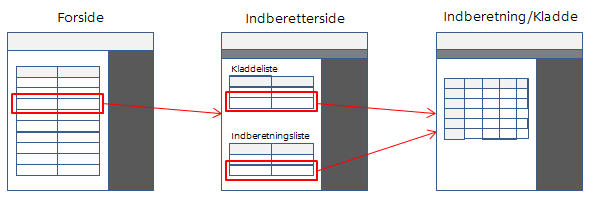 Forside
Indberetterside
Indberetning/Kladde
Kladdeliste
Indberetningsliste